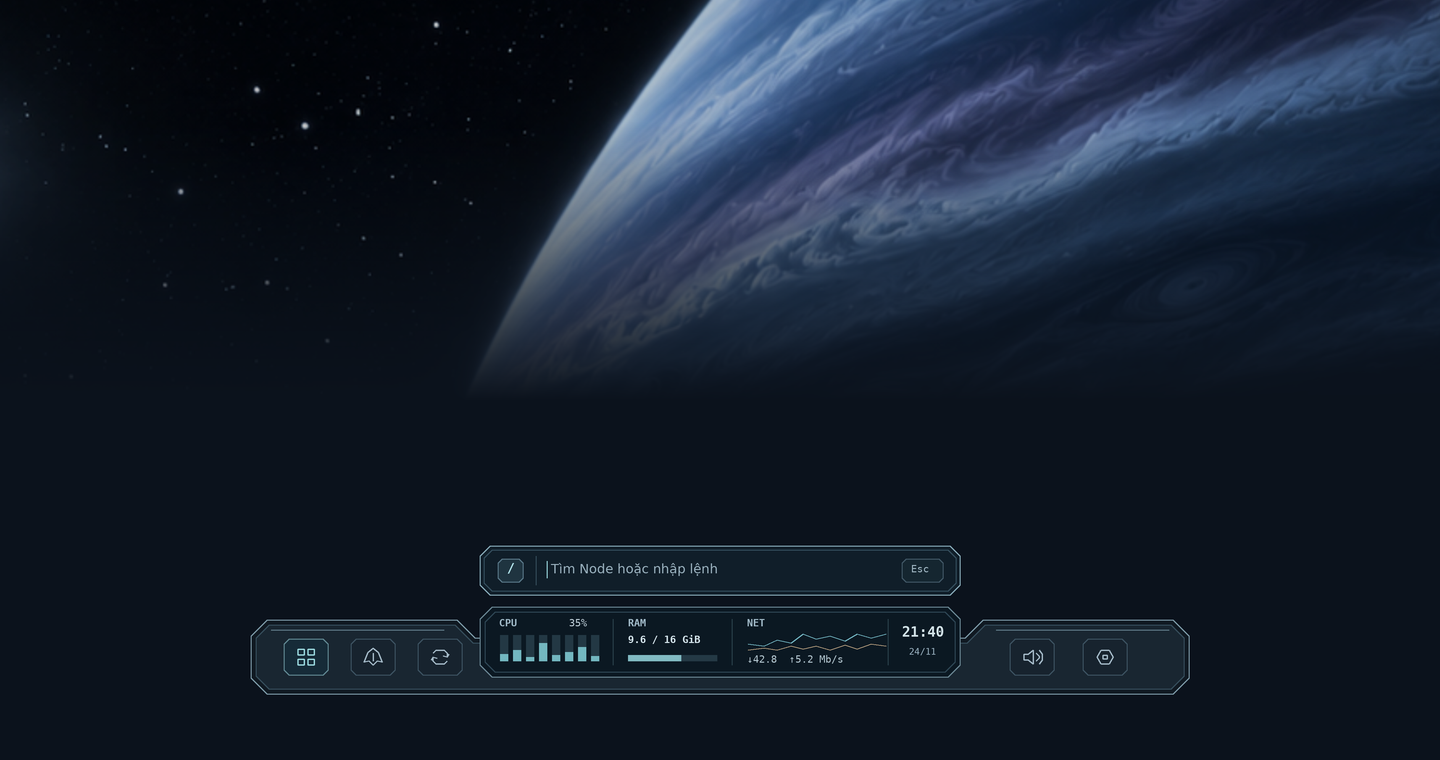 / Tìm Node hoặc nhập lệnh Esc
CPU 35%
RAM
9.6 / 16 GiB
NET
↓42.8 ↑5.2 Mb/s
21:40
24/11